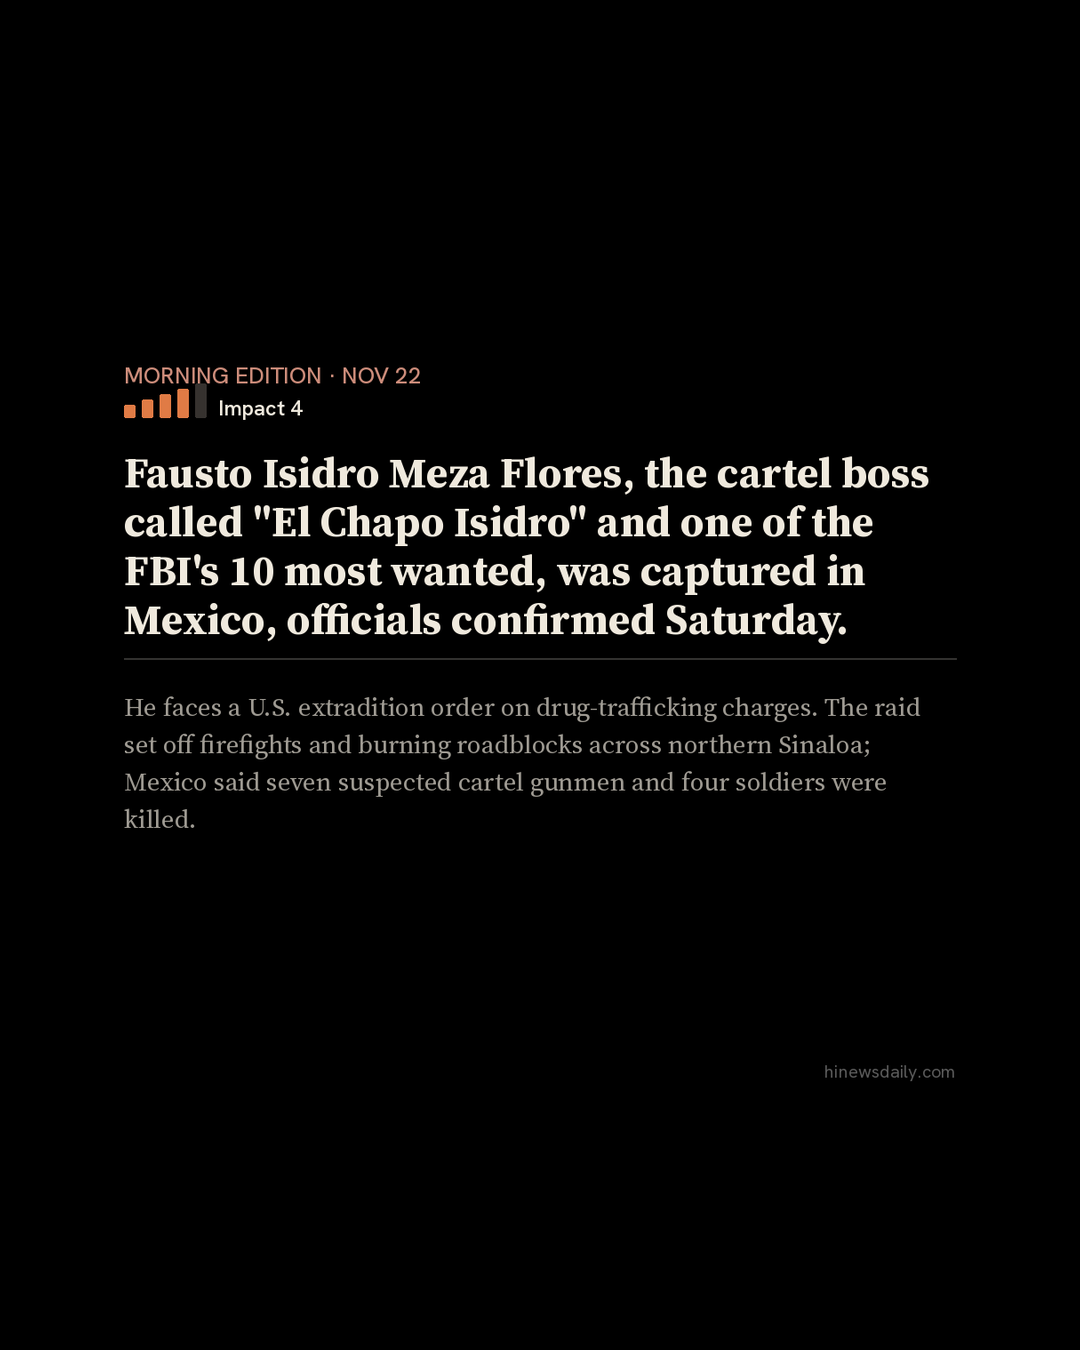 MORNING EDITION · NOV 22
Impact 4
Fausto Isidro Meza Flores, the cartel boss
called "El Chapo Isidro" and one of the
FBI's 10 most wanted, was captured in
Mexico, officials confirmed Saturday.
He faces a U.S. extradition order on drug-trafficking charges. The raid
set off firefights and burning roadblocks across northern Sinaloa;
Mexico said seven suspected cartel gunmen and four soldiers were
killed.
hinewsdaily.com